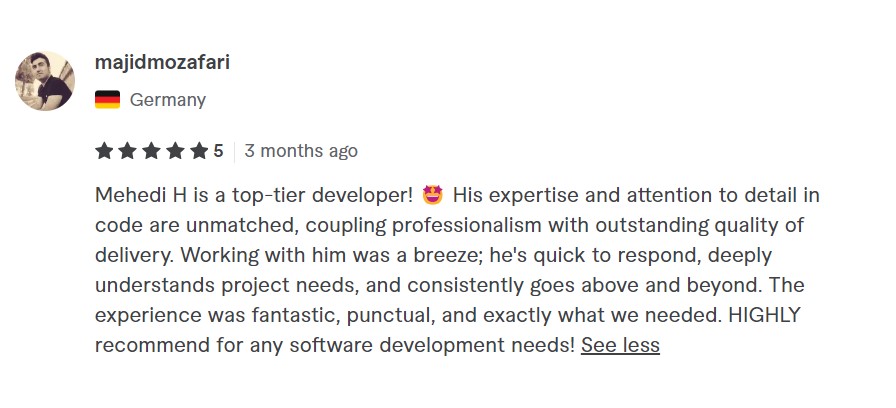 majidmozafari
Germany
5 3 months ago
Mehedi H is a top-tier developer! 🤩 His expertise and attention to detail in
code are unmatched, coupling professionalism with outstanding quality of
delivery. Working with him was a breeze; he's quick to respond, deeply
understands project needs, and consistently goes above and beyond. The
experience was fantastic, punctual, and exactly what we needed. HIGHLY
recommend for any software development needs! See less